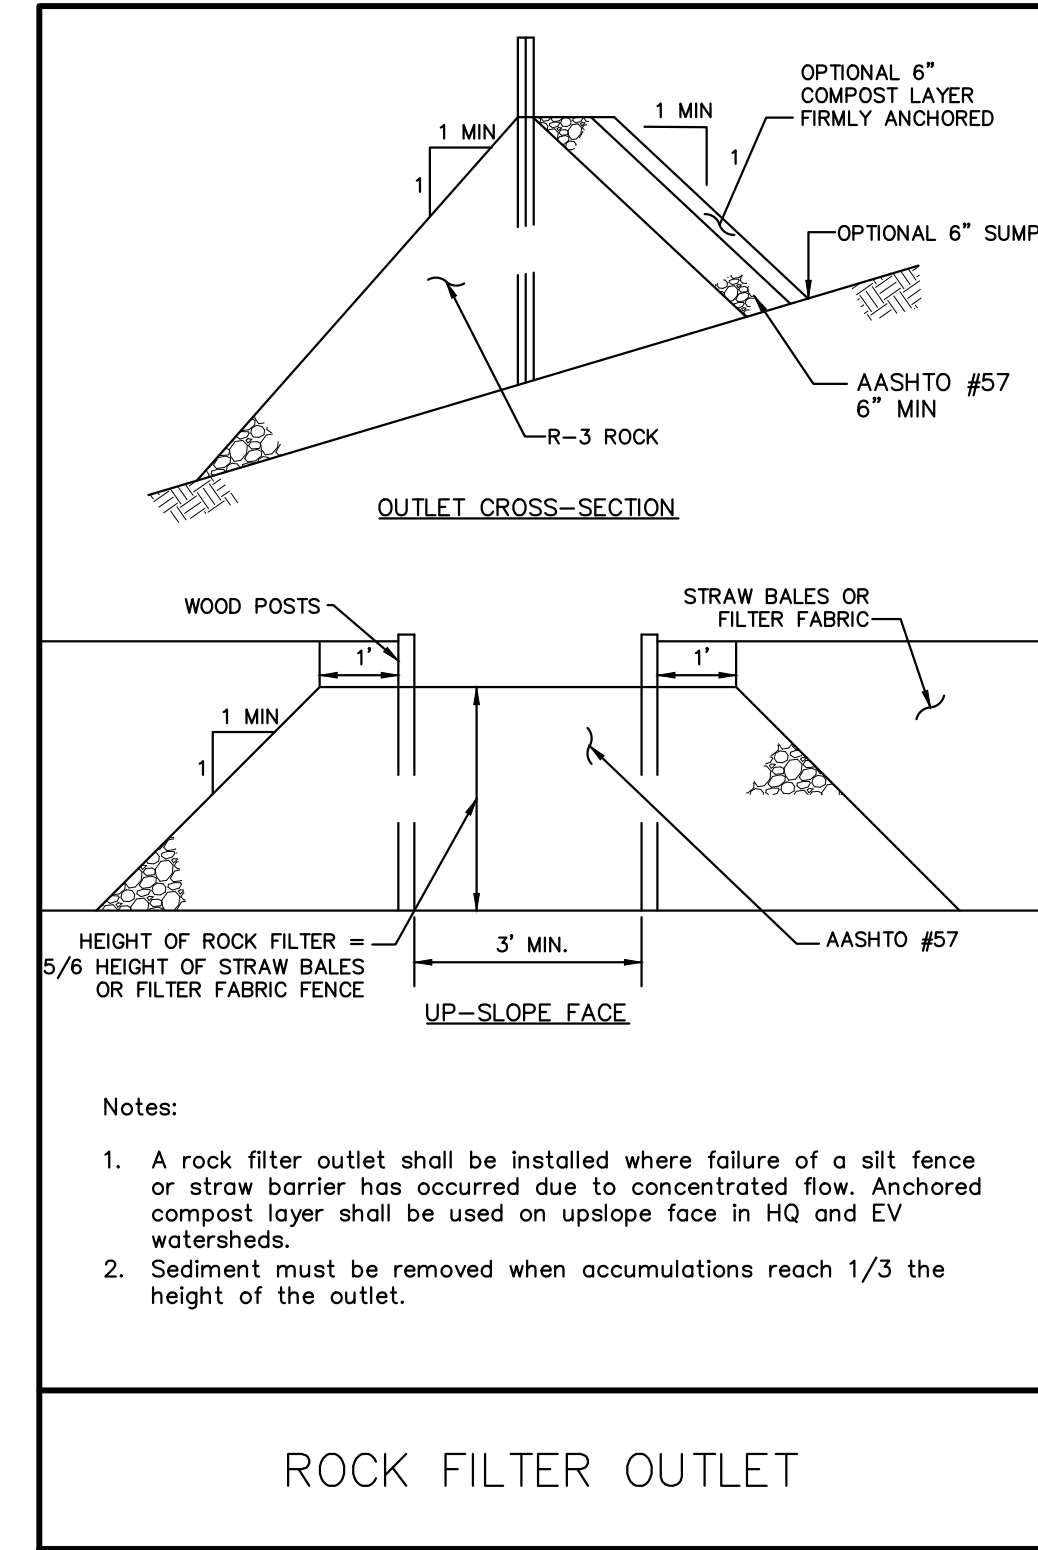 OPTIONAL 6"
COMPOST LAYER
FIRMLY ANCHORED
1 MIN
1
1 MIN
1
OPTIONAL 6" SUMP
AASHTO #57
6" MIN
R-3 ROCK
OUTLET CROSS-SECTION
WOOD POSTS
STRAW BALES OR
FILTER FABRIC
1'
1'
1 MIN
1
HEIGHT OF ROCK FILTER =
5/6 HEIGHT OF STRAW BALES
OR FILTER FABRIC FENCE
3' MIN.
AASHTO #57
UP-SLOPE FACE
Notes:
1. A rock filter outlet shall be installed where failure of a silt fence
or straw barrier has occurred due to concentrated flow. Anchored
compost layer shall be used on upslope face in HQ and EV
watersheds.
2. Sediment must be removed when accumulations reach 1/3 the
height of the outlet.
ROCK FILTER OUTLET